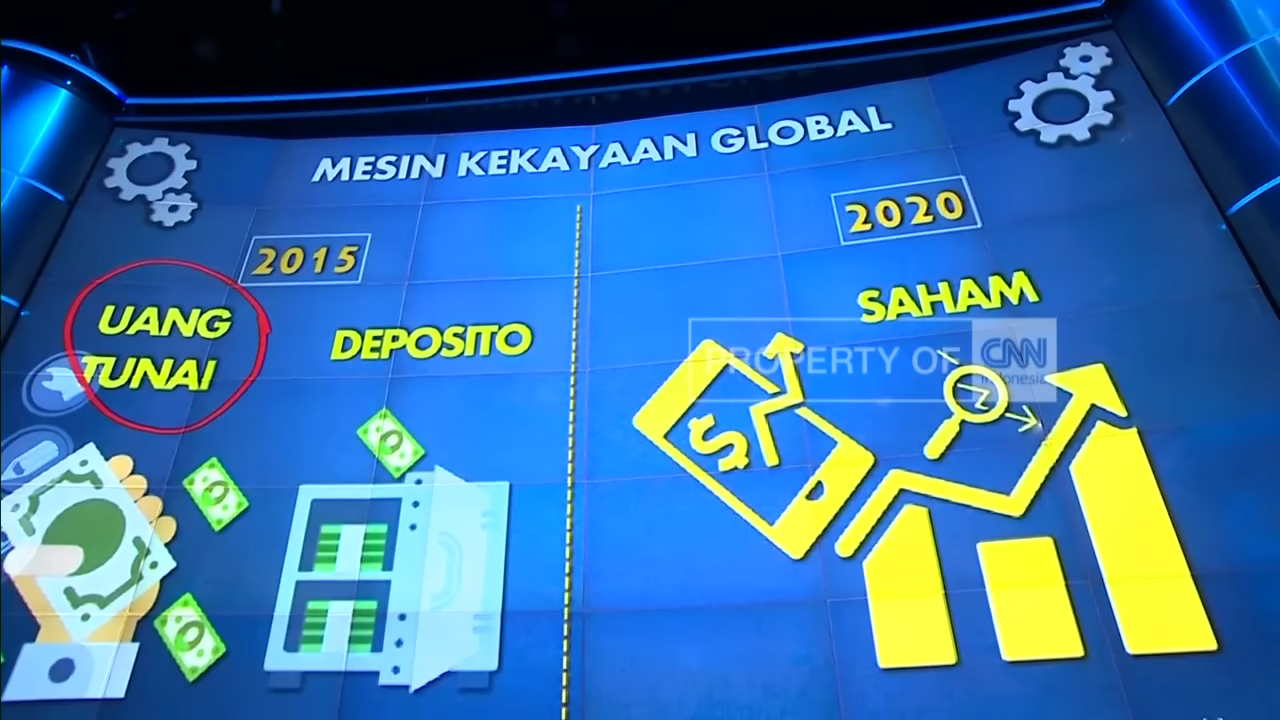 MESIN KEKAYAAN GLOBAL
2015
2020
UANG
TUNAI
DEPOSITO
SAHAM
PROPERTY OF CNN
Indonesia
$